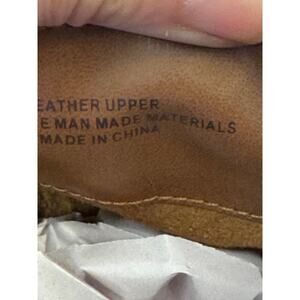 EATHER UPPER
E MAN MADE MATERIALS
MADE IN CHINA